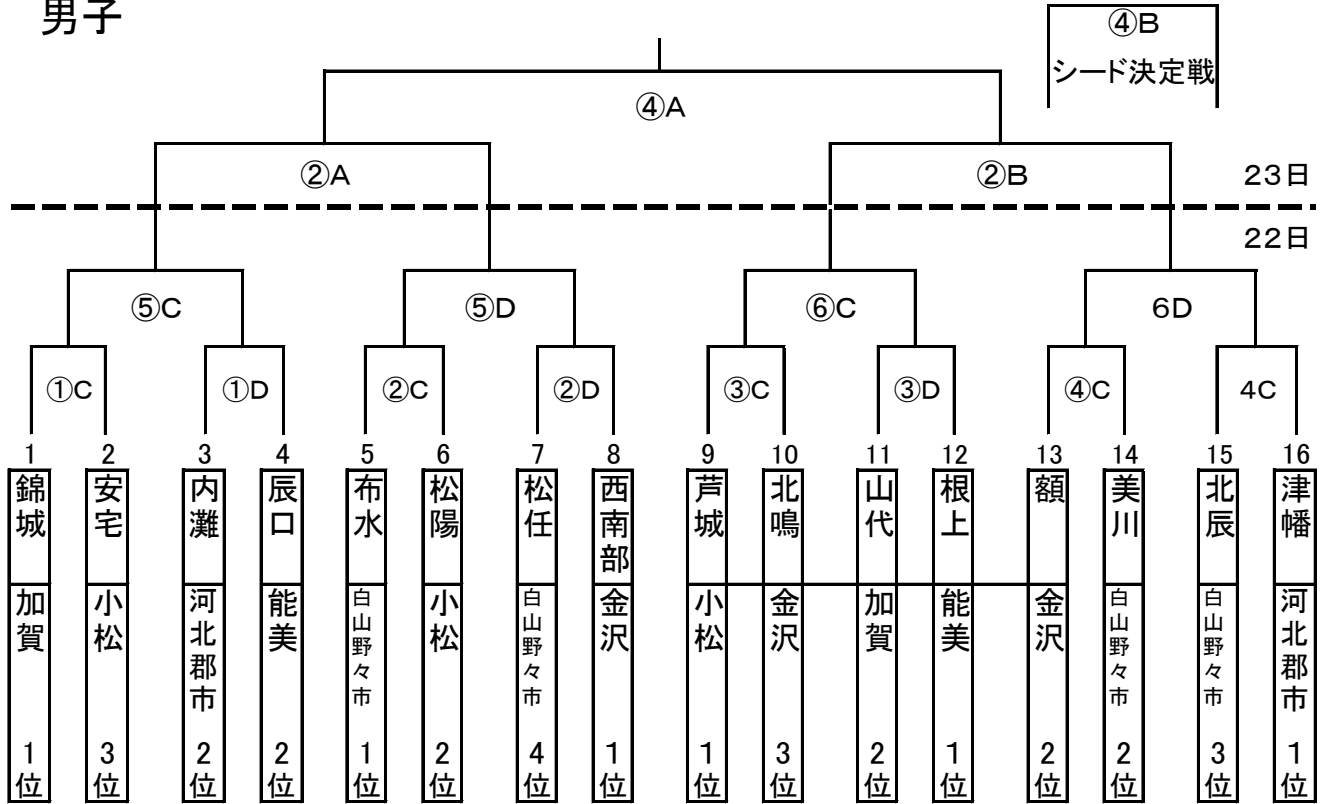 男子
④B
シード決定戦
④A
②A
②B
23日
22日
⑤C
⑤D
⑥C
6D
①C
①D
②C
②D
③C
③D
④C
4C
1 2 3 4 5 6 7 8 9 10 11 12 13 14 15 16
錦城
加賀
1位
安宅
小松
3位
内灘
河北郡市
2位
辰口
能美
2位
布水
白山野々市
1位
松陽
小松
2位
松任
白山野々市
4位
西南部
金沢
1位
芦城
小松
1位
北鳴
金沢
3位
山代
加賀
2位
根上
能美
1位
額
金沢
2位
美川
白山野々市
2位
北辰
白山野々市
3位
津幡
河北郡市
1位